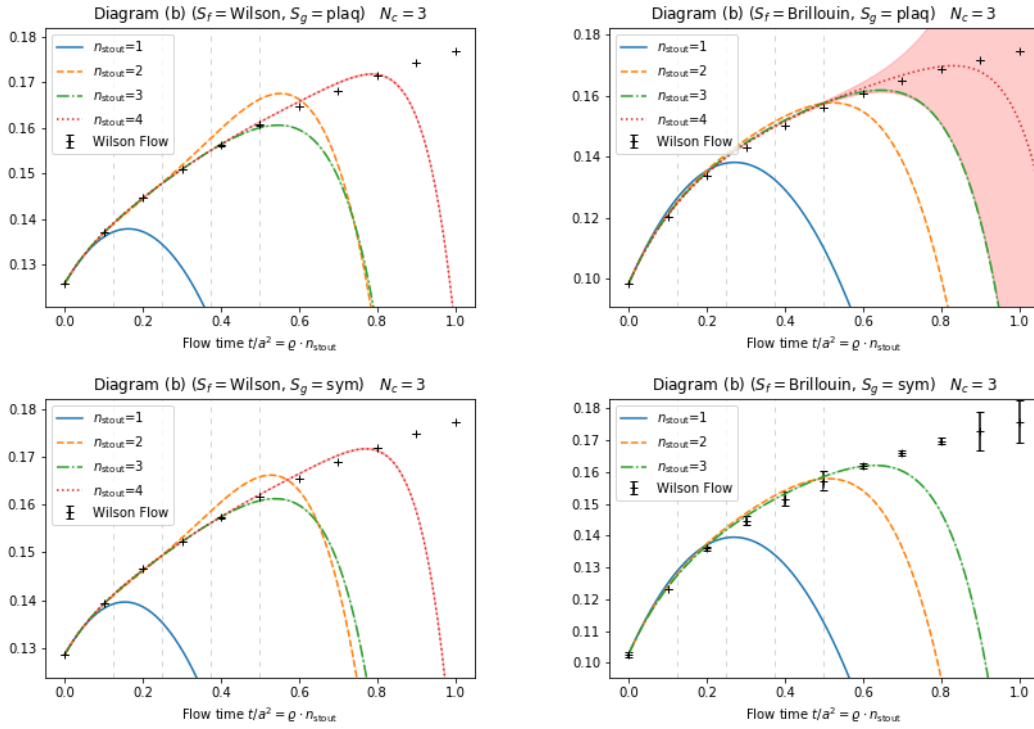 Diagram (b) (S_f = Wilson, S_g = plaq) N_c = 3
0.18
0.17
0.16
0.15
0.14
0.13
n_stout=1
n_stout=2
n_stout=3
n_stout=4
Wilson Flow
0.0 0.2 0.4 0.6 0.8 1.0
Flow time t/a² = ϱ · n_stout
Diagram (b) (S_f = Brillouin, S_g = plaq) N_c = 3
0.18
0.16
0.14
0.12
0.10
n_stout=1
n_stout=2
n_stout=3
n_stout=4
Wilson Flow
0.0 0.2 0.4 0.6 0.8 1.0
Flow time t/a² = ϱ · n_stout
Diagram (b) (S_f = Wilson, S_g = sym) N_c = 3
0.18
0.17
0.16
0.15
0.14
0.13
n_stout=1
n_stout=2
n_stout=3
n_stout=4
Wilson Flow
0.0 0.2 0.4 0.6 0.8 1.0
Flow time t/a² = ϱ · n_stout
Diagram (b) (S_f = Brillouin, S_g = sym) N_c = 3
0.18
0.17
0.16
0.15
0.14
0.13
0.12
0.11
0.10
n_stout=1
n_stout=2
n_stout=3
Wilson Flow
0.0 0.2 0.4 0.6 0.8 1.0
Flow time t/a² = ϱ · n_stout